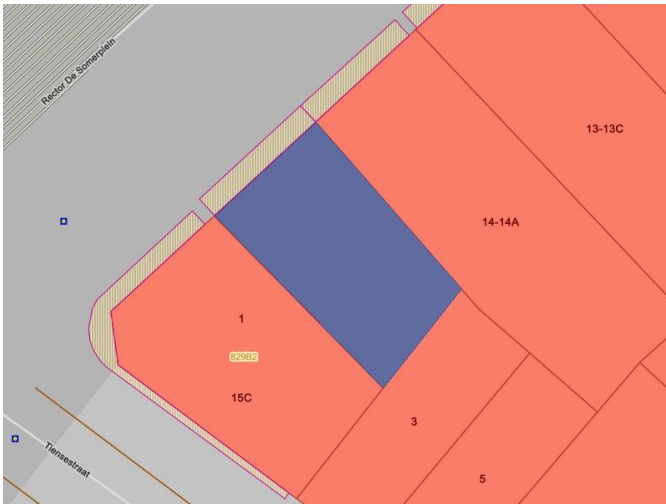 Rector De Somerplein
13-13C
14-14A
1
829B2
15C
3
Tiensestraat
5